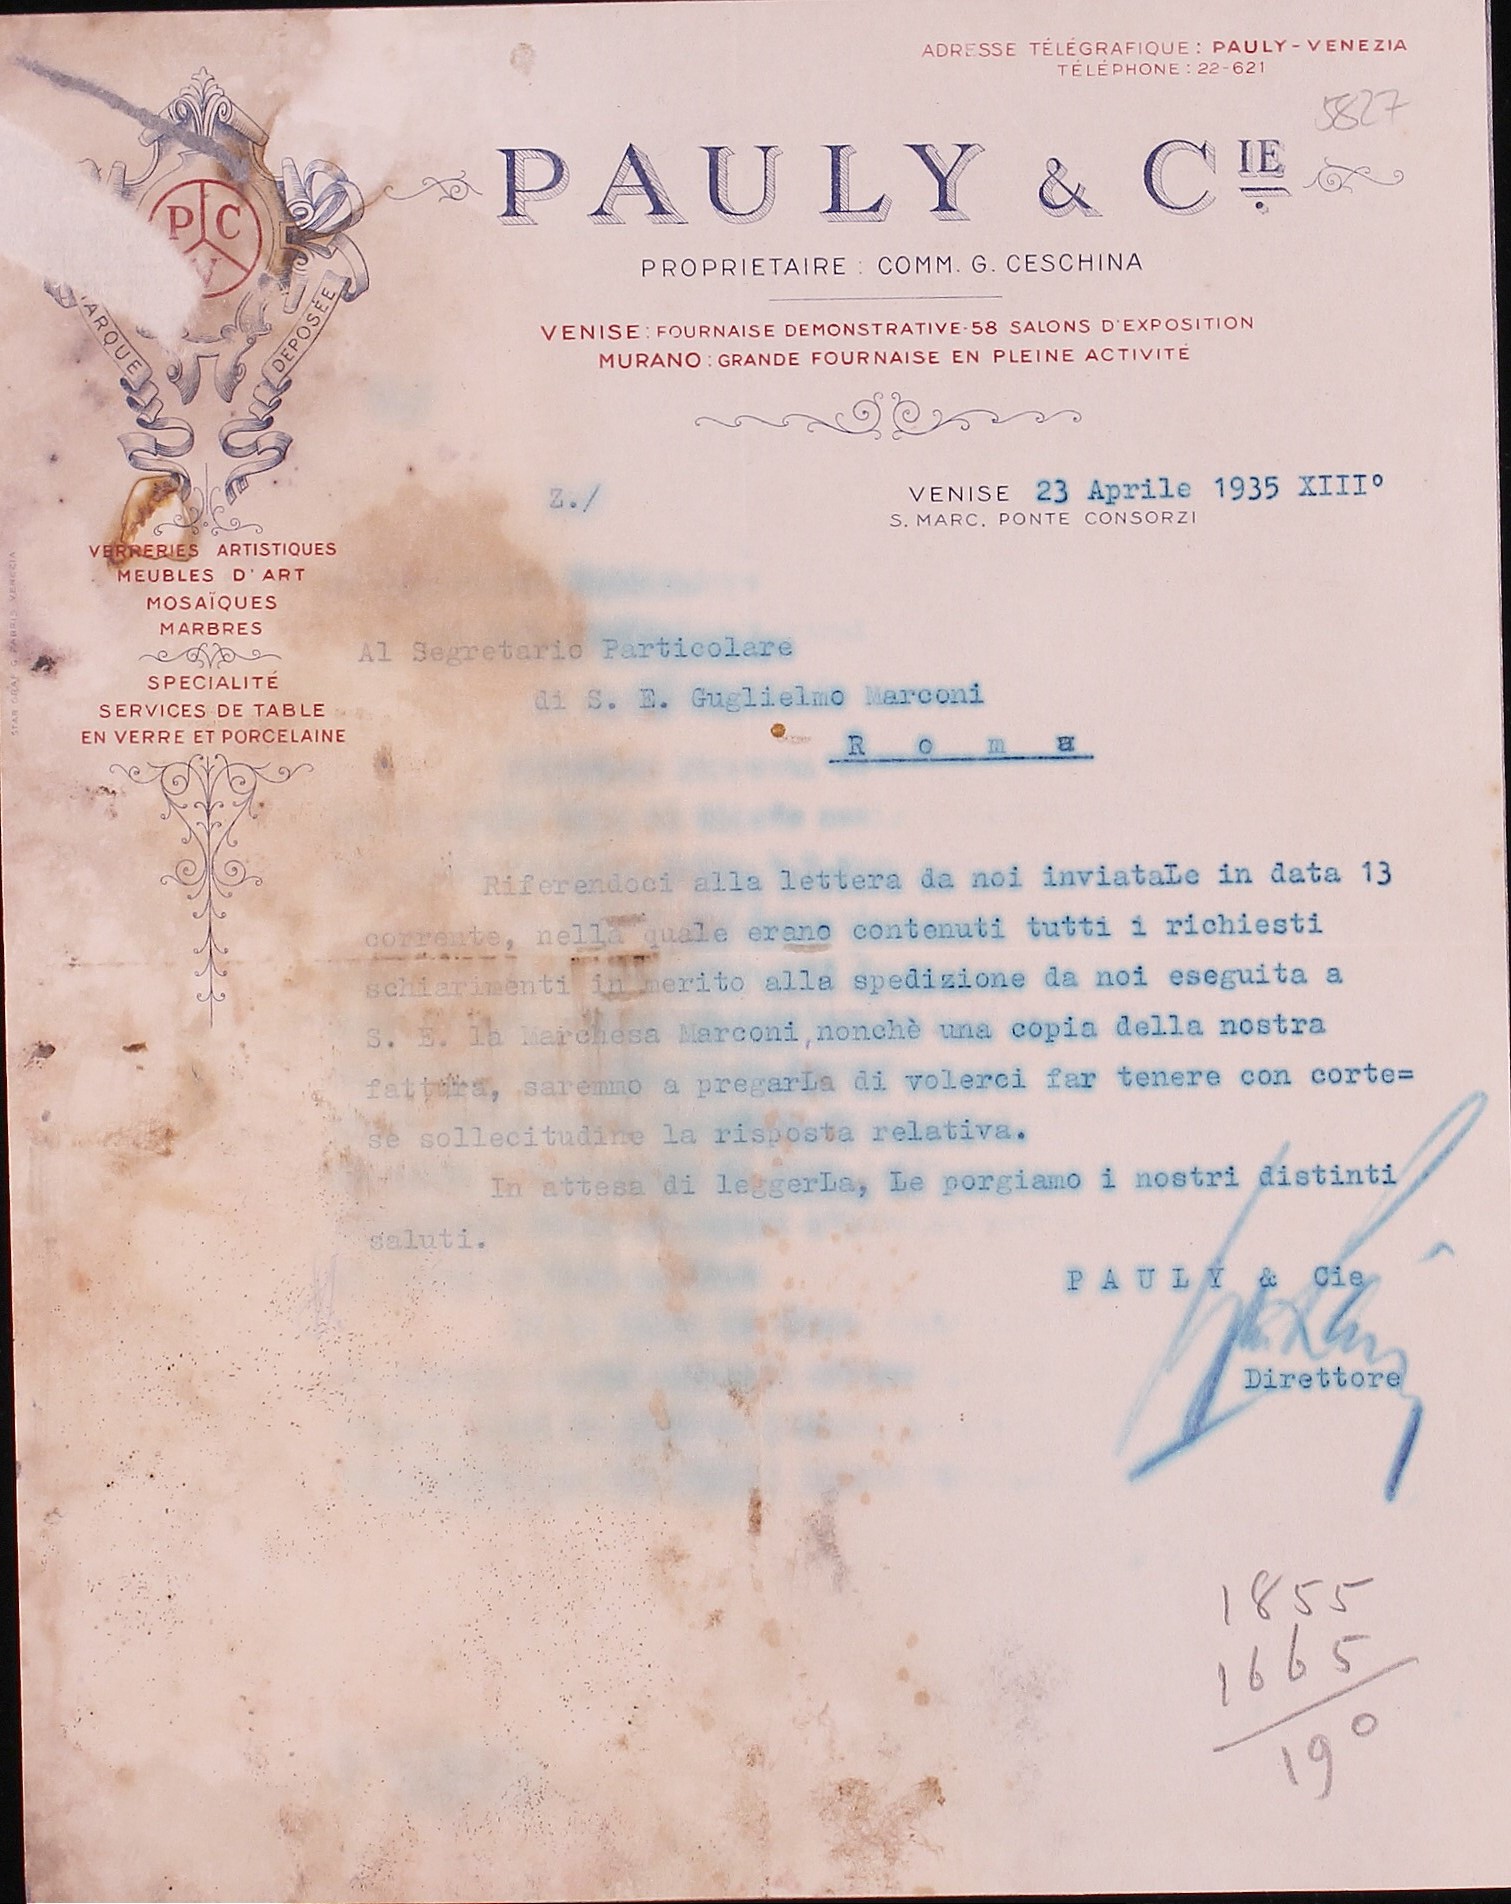 ADRESSE TÉLÉGRAFIQUE : PAULY - VENEZIA
TÉLÉPHONE : 22-621
5827
PAULY & CIE.
PROPRIETAIRE : COMM. G. CESCHINA
VENISE : FOURNAISE DEMONSTRATIVE-58 SALONS D'EXPOSITION
MURANO : GRANDE FOURNAISE EN PLEINE ACTIVITÉ
P C
V
ARQUE DEPOSÉE
VERRERIES ARTISTIQUES
MEUBLES D'ART
MOSAÏQUES
MARBRES
SPECIALITÉ
SERVICES DE TABLE
EN VERRE ET PORCELAINE
Z./
VENISE 23 Aprile 1935 XIII°
S. MARC. PONTE CONSORZI
Al Segretario Particolare
di S. E. Guglielmo Marconi
R o m a
Riferendoci alla lettera da noi inviataLe in data 13
corrente, nella quale erano contenuti tutti i richiesti
schiarimenti in merito alla spedizione da noi eseguita a
S. E. la Marchesa Marconi,nonchè una copia della nostra
fattura, saremmo a pregarLa di volerci far tenere con corte=
se sollecitudine la risposta relativa.
In attesa di leggerLa, Le porgiamo i nostri distinti
saluti.
P A U L Y & Cie
Direttore
1855
1665
190